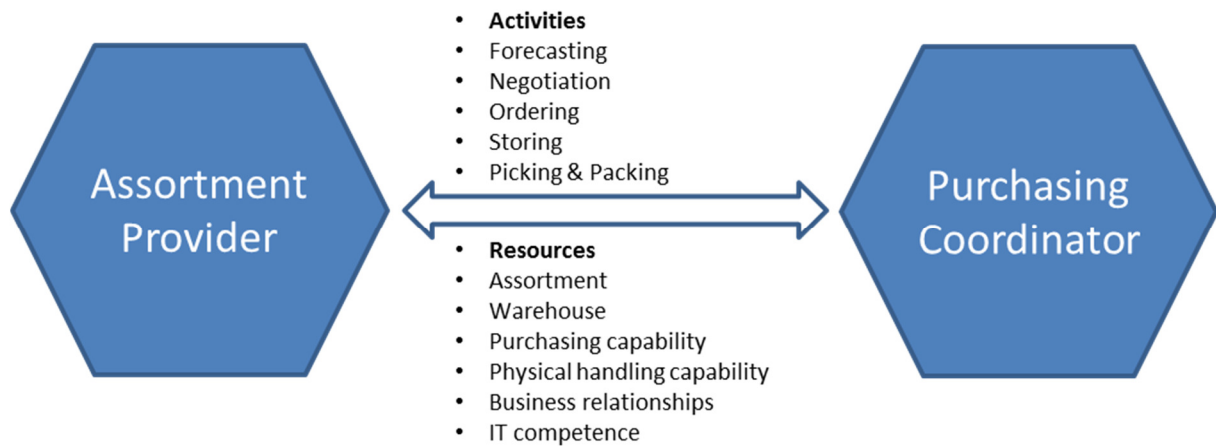 Assortment
Provider
• Activities
• Forecasting
• Negotiation
• Ordering
• Storing
• Picking & Packing
• Resources
• Assortment
• Warehouse
• Purchasing capability
• Physical handling capability
• Business relationships
• IT competence
Purchasing
Coordinator